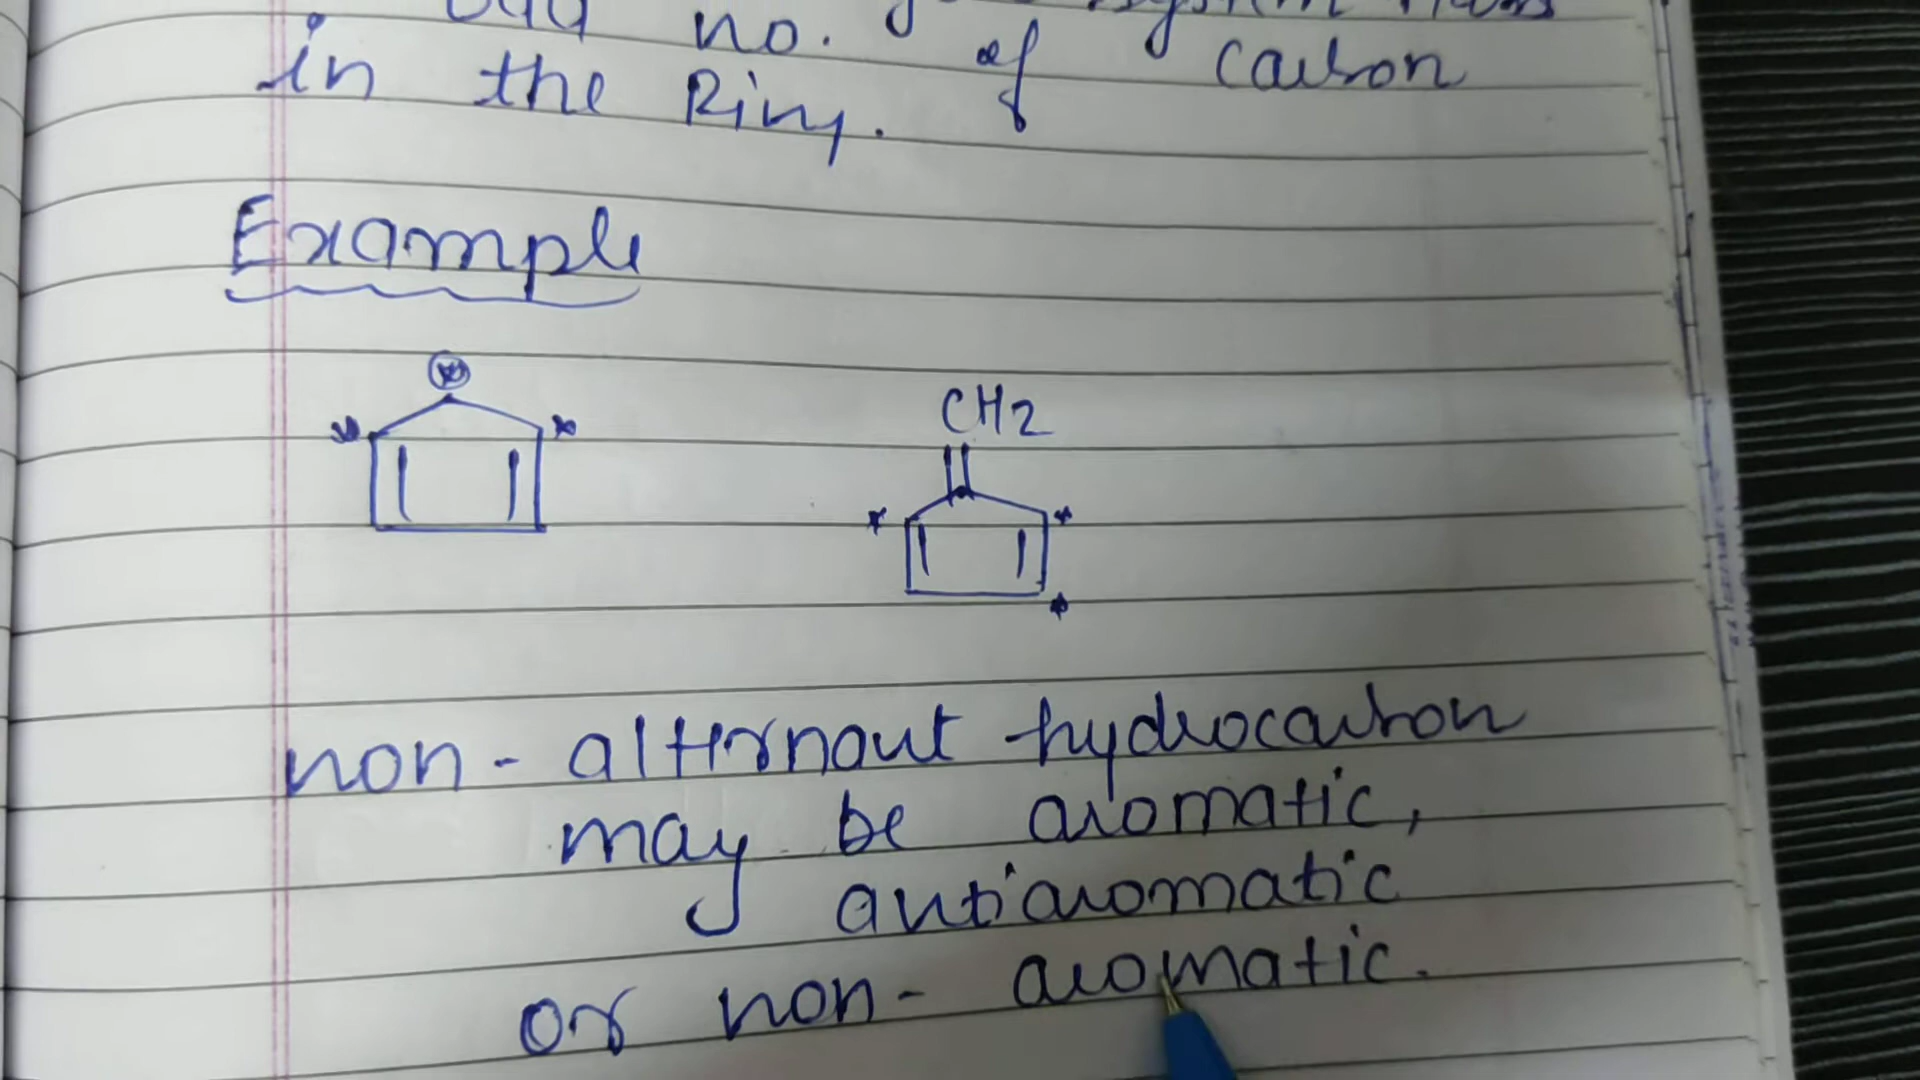 no.
of carbon
in the Ring.
Example
CH2
non-alternant hydrocarbon
may be aromatic,
antiaromatic
or non-aromatic.